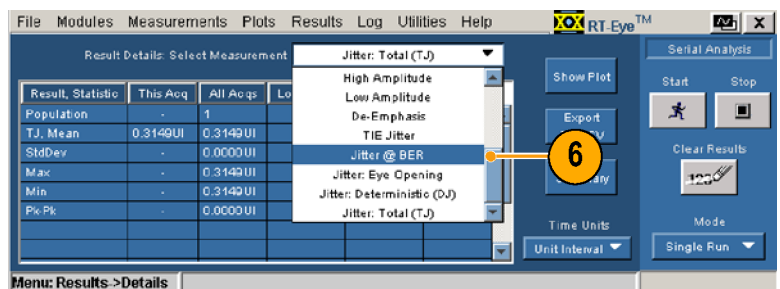 File Modules Measurements Plots Results Log Utilities Help RT-Eye™ X
Result Details: Select Measurement Jitter: Total (TJ)
Serial Analysis
High Amplitude
Low Amplitude
De-Emphasis
TIE Jitter
Jitter @ BER
Jitter: Eye Opening
Jitter: Deterministic (DJ)
Jitter: Total (TJ)
6
Result, Statistic This Acq All Acqs Lo
Population - 1
TJ, Mean 0.3149UI 0.3149UI
StdDev - 0.0000UI
Max - 0.3149UI
Min - 0.3149UI
Pk-Pk - 0.0000UI
Show Plot
Export
Time Units
Unit Interval
Start Stop
Clear Results
123
Mode
Single Run
Menu: Results->Details